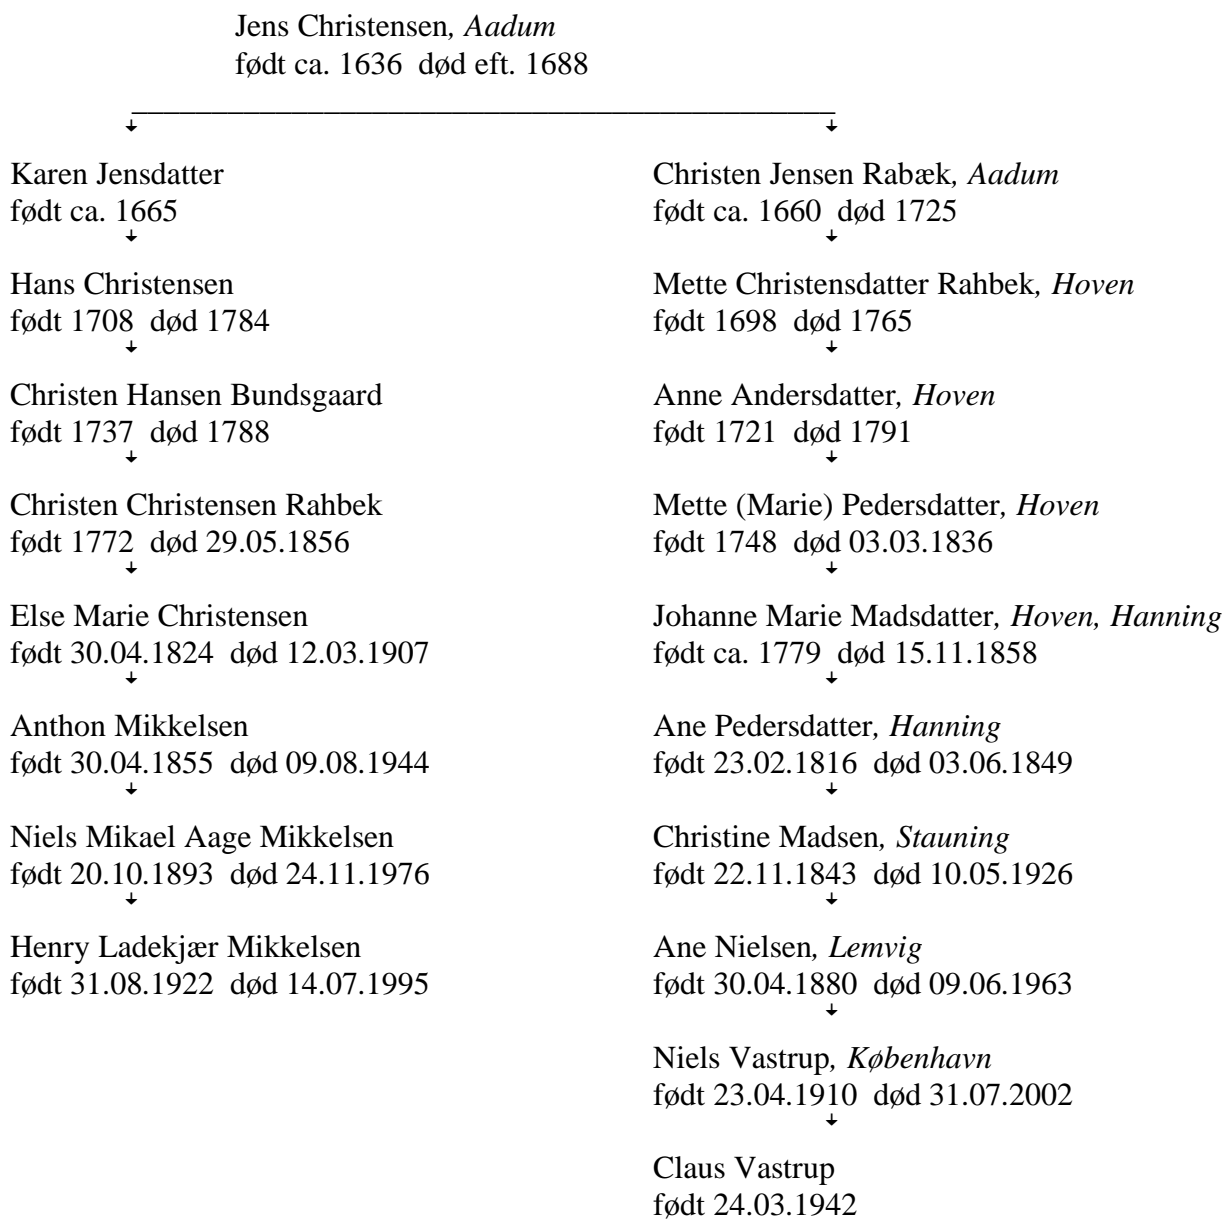 Jens Christensen, Aadum
født ca. 1636 død eft. 1688
Karen Jensdatter
født ca. 1665
Hans Christensen
født 1708 død 1784
Christen Hansen Bundsgaard
født 1737 død 1788
Christen Christensen Rahbek
født 1772 død 29.05.1856
Else Marie Christensen
født 30.04.1824 død 12.03.1907
Anthon Mikkelsen
født 30.04.1855 død 09.08.1944
Niels Mikael Aage Mikkelsen
født 20.10.1893 død 24.11.1976
Henry Ladekjær Mikkelsen
født 31.08.1922 død 14.07.1995
Christen Jensen Rabæk, Aadum
født ca. 1660 død 1725
Mette Christensdatter Rahbek, Hoven
født 1698 død 1765
Anne Andersdatter, Hoven
født 1721 død 1791
Mette (Marie) Pedersdatter, Hoven
født 1748 død 03.03.1836
Johanne Marie Madsdatter, Hoven, Hanning
født ca. 1779 død 15.11.1858
Ane Pedersdatter, Hanning
født 23.02.1816 død 03.06.1849
Christine Madsen, Stauning
født 22.11.1843 død 10.05.1926
Ane Nielsen, Lemvig
født 30.04.1880 død 09.06.1963
Niels Vastrup, København
født 23.04.1910 død 31.07.2002
Claus Vastrup
født 24.03.1942